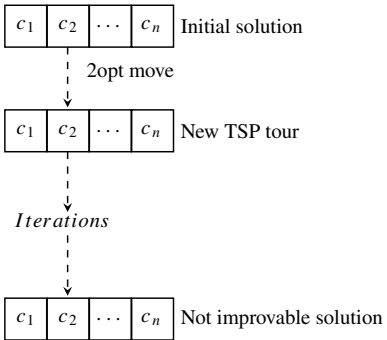 c1 c2 ··· cn Initial solution
2opt move
c1 c2 ··· cn New TSP tour
Iterations
c1 c2 ··· cn Not improvable solution